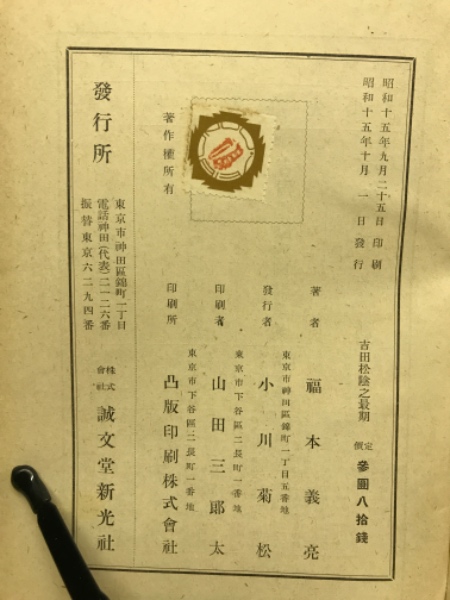 昭和十五年九月二十五日印刷
昭和十五年十月一日發行
吉田松陰之最期
定價 參圓八拾錢
著作權所有
著者 福本義亮
東京市神田區錦町一丁目五番地
發行者 小川菊松
東京市下谷區二長町一番地
印刷者 山田三郎太
東京市下谷區二長町一番地
印刷所 凸版印刷株式會社
發行所
東京市神田區錦町一丁目
電話神田(代表)二一二六番
振替東京六二九四番
株式會社 誠文堂新光社